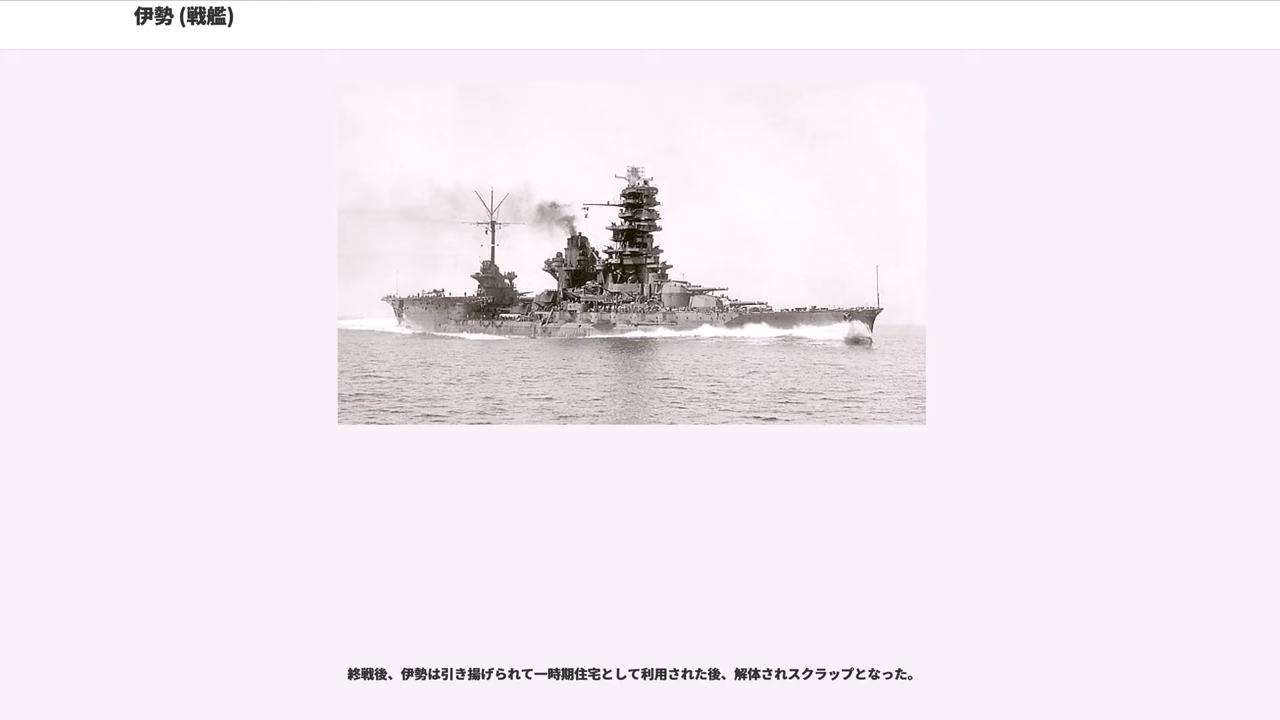 伊勢 (戦艦)
終戦後、伊勢は引き揚げられて一時期住宅として利用された後、解体されスクラップとなった。